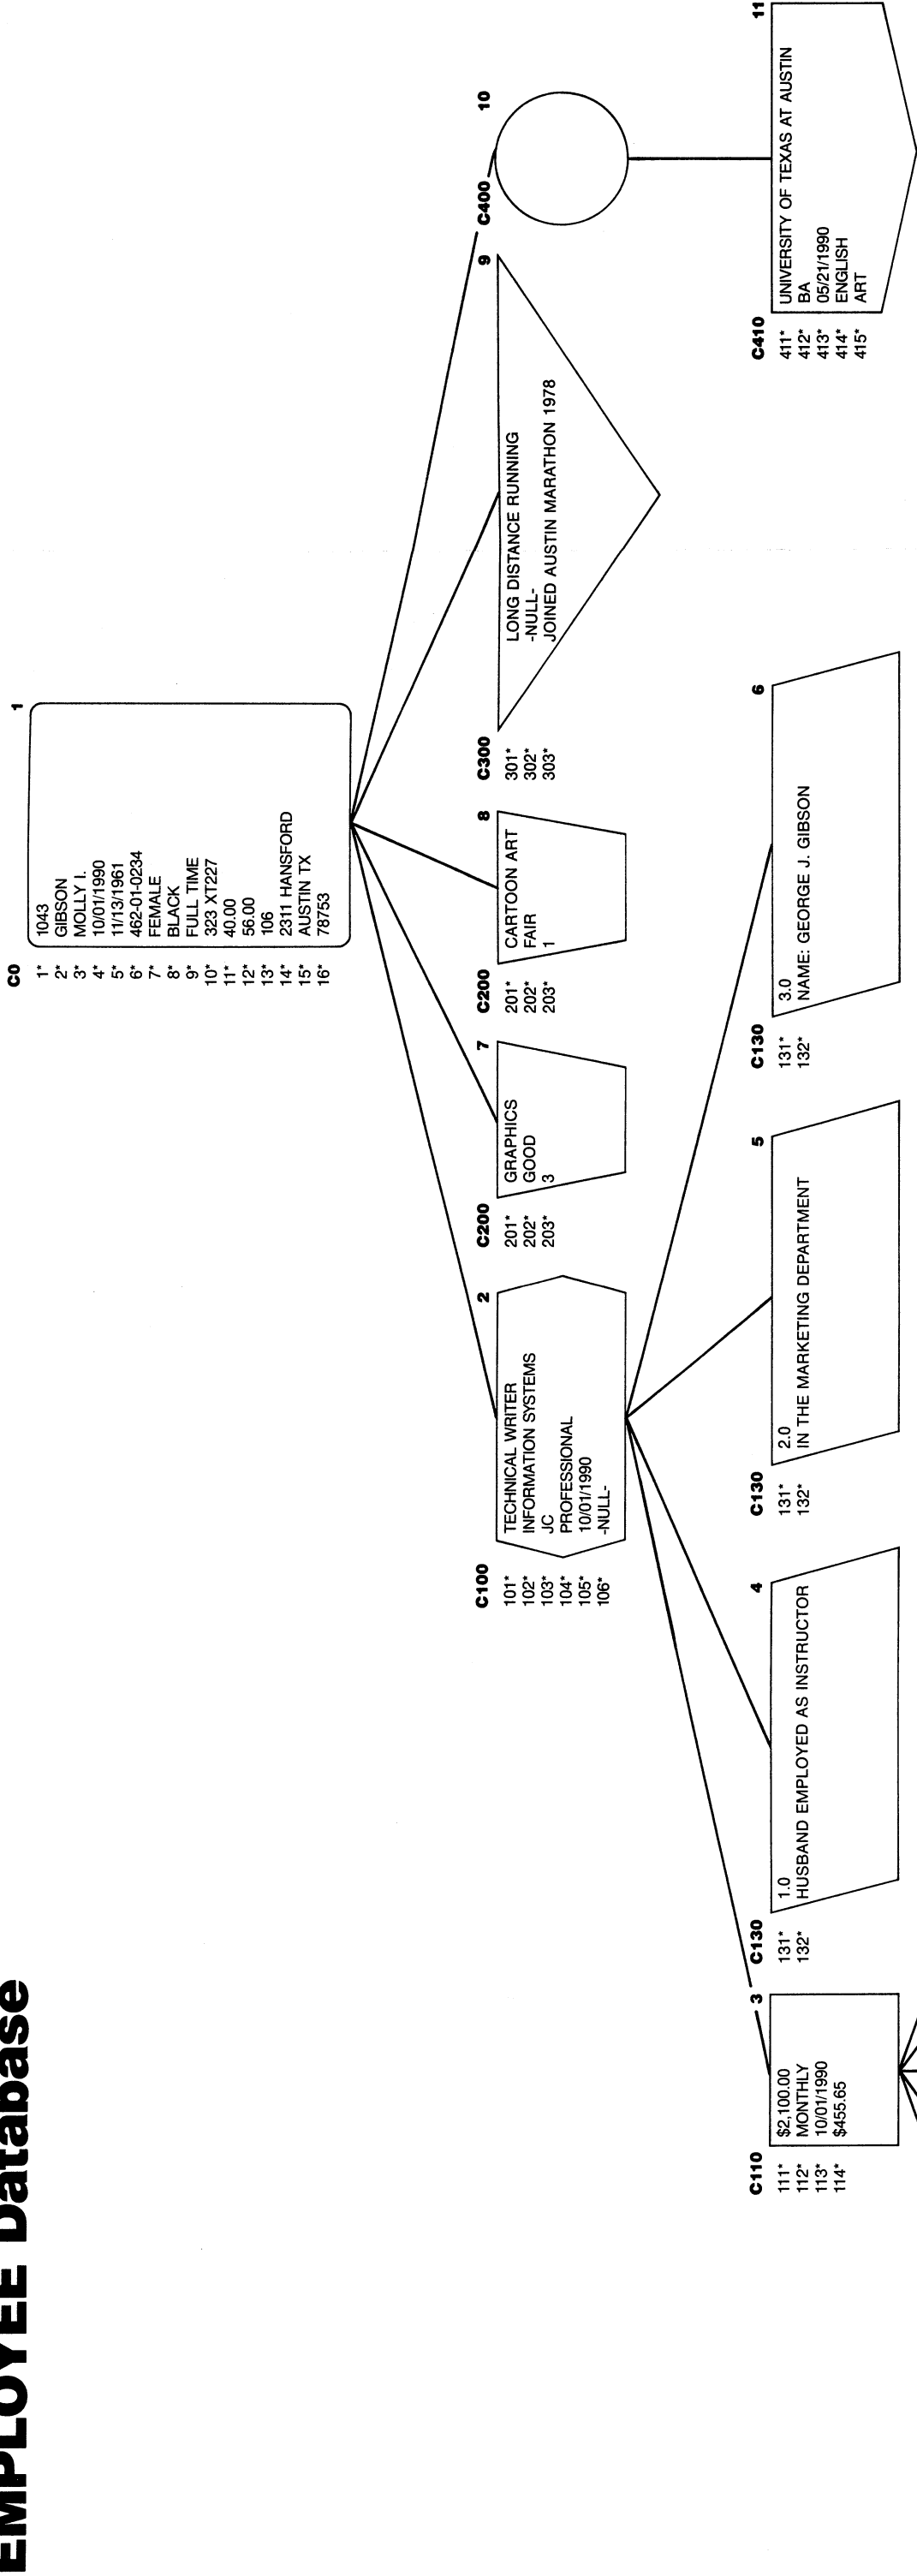 EMPLOYEE Database
C0 1
1* 1043
2* GIBSON
3* MOLLY I.
4* 10/01/1990
5* 11/13/1961
6* 462-01-0234
7* FEMALE
8* BLACK
9* FULL TIME
10* 323 XT227
11* 40.00
12* 56.00
13* 106
14* 2311 HANSFORD
15* AUSTIN TX
16* 78753
C100 2
101* TECHNICAL WRITER
102* INFORMATION SYSTEMS
103* JC
104* PROFESSIONAL
105* 10/01/1990
106* -NULL-
C200 7
201* GRAPHICS
202* GOOD
203* 3
C200 8
201* CARTOON ART
202* FAIR
203* 1
C300 9
301* LONG DISTANCE RUNNING
302* -NULL-
303* JOINED AUSTIN MARATHON 1978
C400 10
C110 3
111* $2,100.00
112* MONTHLY
113* 10/01/1990
114* $455.65
C130 4
131* 1.0
132* HUSBAND EMPLOYED AS INSTRUCTOR
C130 5
131* 2.0
132* IN THE MARKETING DEPARTMENT
C130 6
131* 3.0
132* NAME: GEORGE J. GIBSON
C410 11
411* UNIVERSITY OF TEXAS AT AUSTIN
412* BA
413* 05/21/1990
414* ENGLISH
415* ART